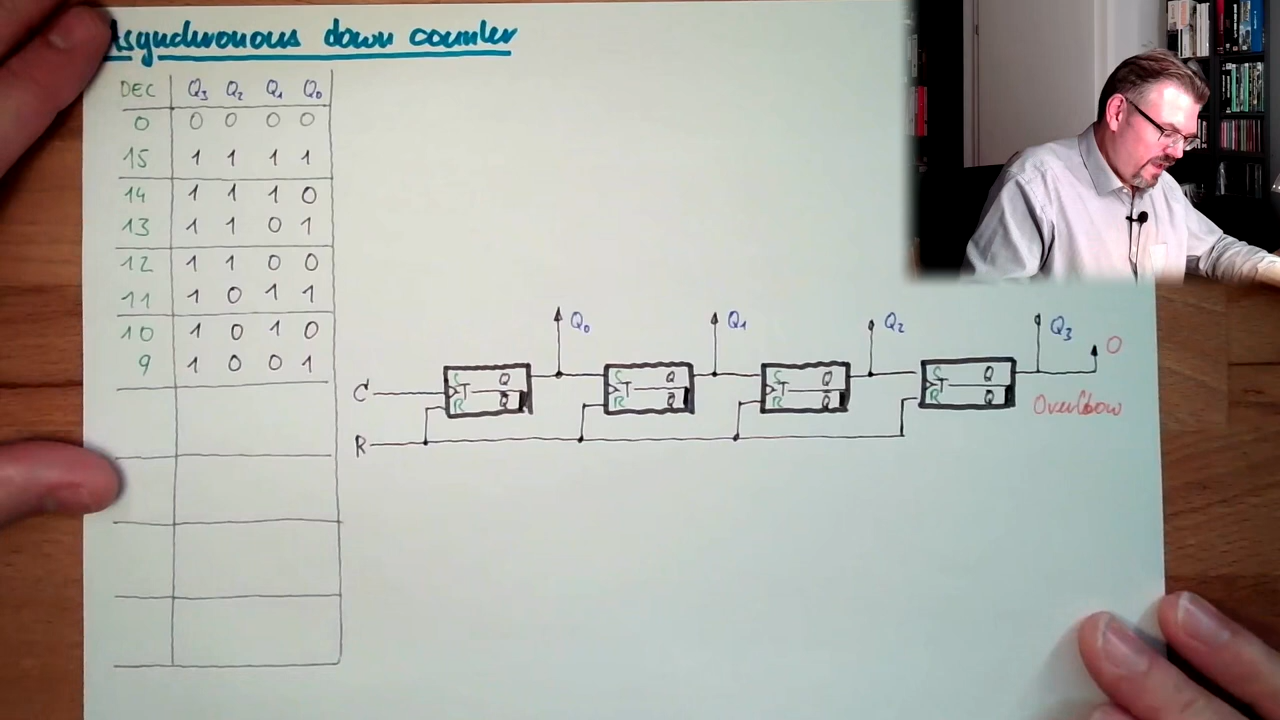 Asynchronous down counter
DEC Q3 Q2 Q1 Q0
0 0 0 0 0
15 1 1 1 1
14 1 1 1 0
13 1 1 0 1
12 1 1 0 0
11 1 0 1 1
10 1 0 1 0
9 1 0 0 1
Q0 Q1 Q2 Q3
O
C
S T R Q Q
S T R Q Q
S T R Q Q
S T R Q Q
Overflow
R